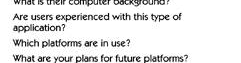 What is their computer background?
Are users experienced with this type of
application?
Which platforms are in use?
What are your plans for future platforms?